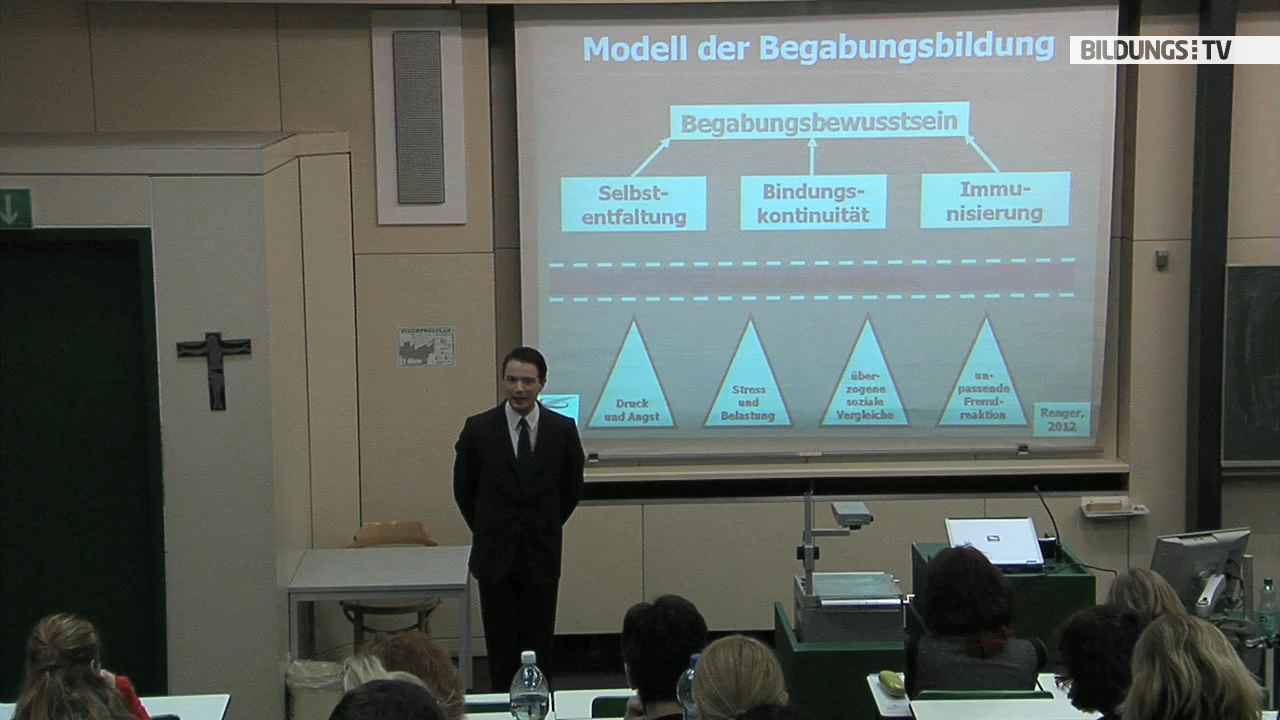 Modell der Begabungsbildung
BILDUNGS TV
Begabungsbewusstsein
Selbst-
entfaltung
Bindungs-
kontinuität
Immu-
nisierung
Druck
und Angst
Stress
und
Belastung
über-
zogene
soziale
Vergleiche
un-
passende
Fremd-
reaktion
Renger,
2012
FLUCHTWEGPLAN